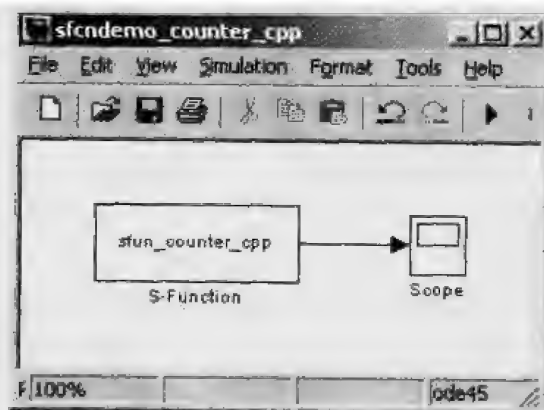 sfcndemo_counter_cpp
File Edit View Simulation Format Tools Help
sfun_counter_cpp
S-Function
Scope
100%
ode45